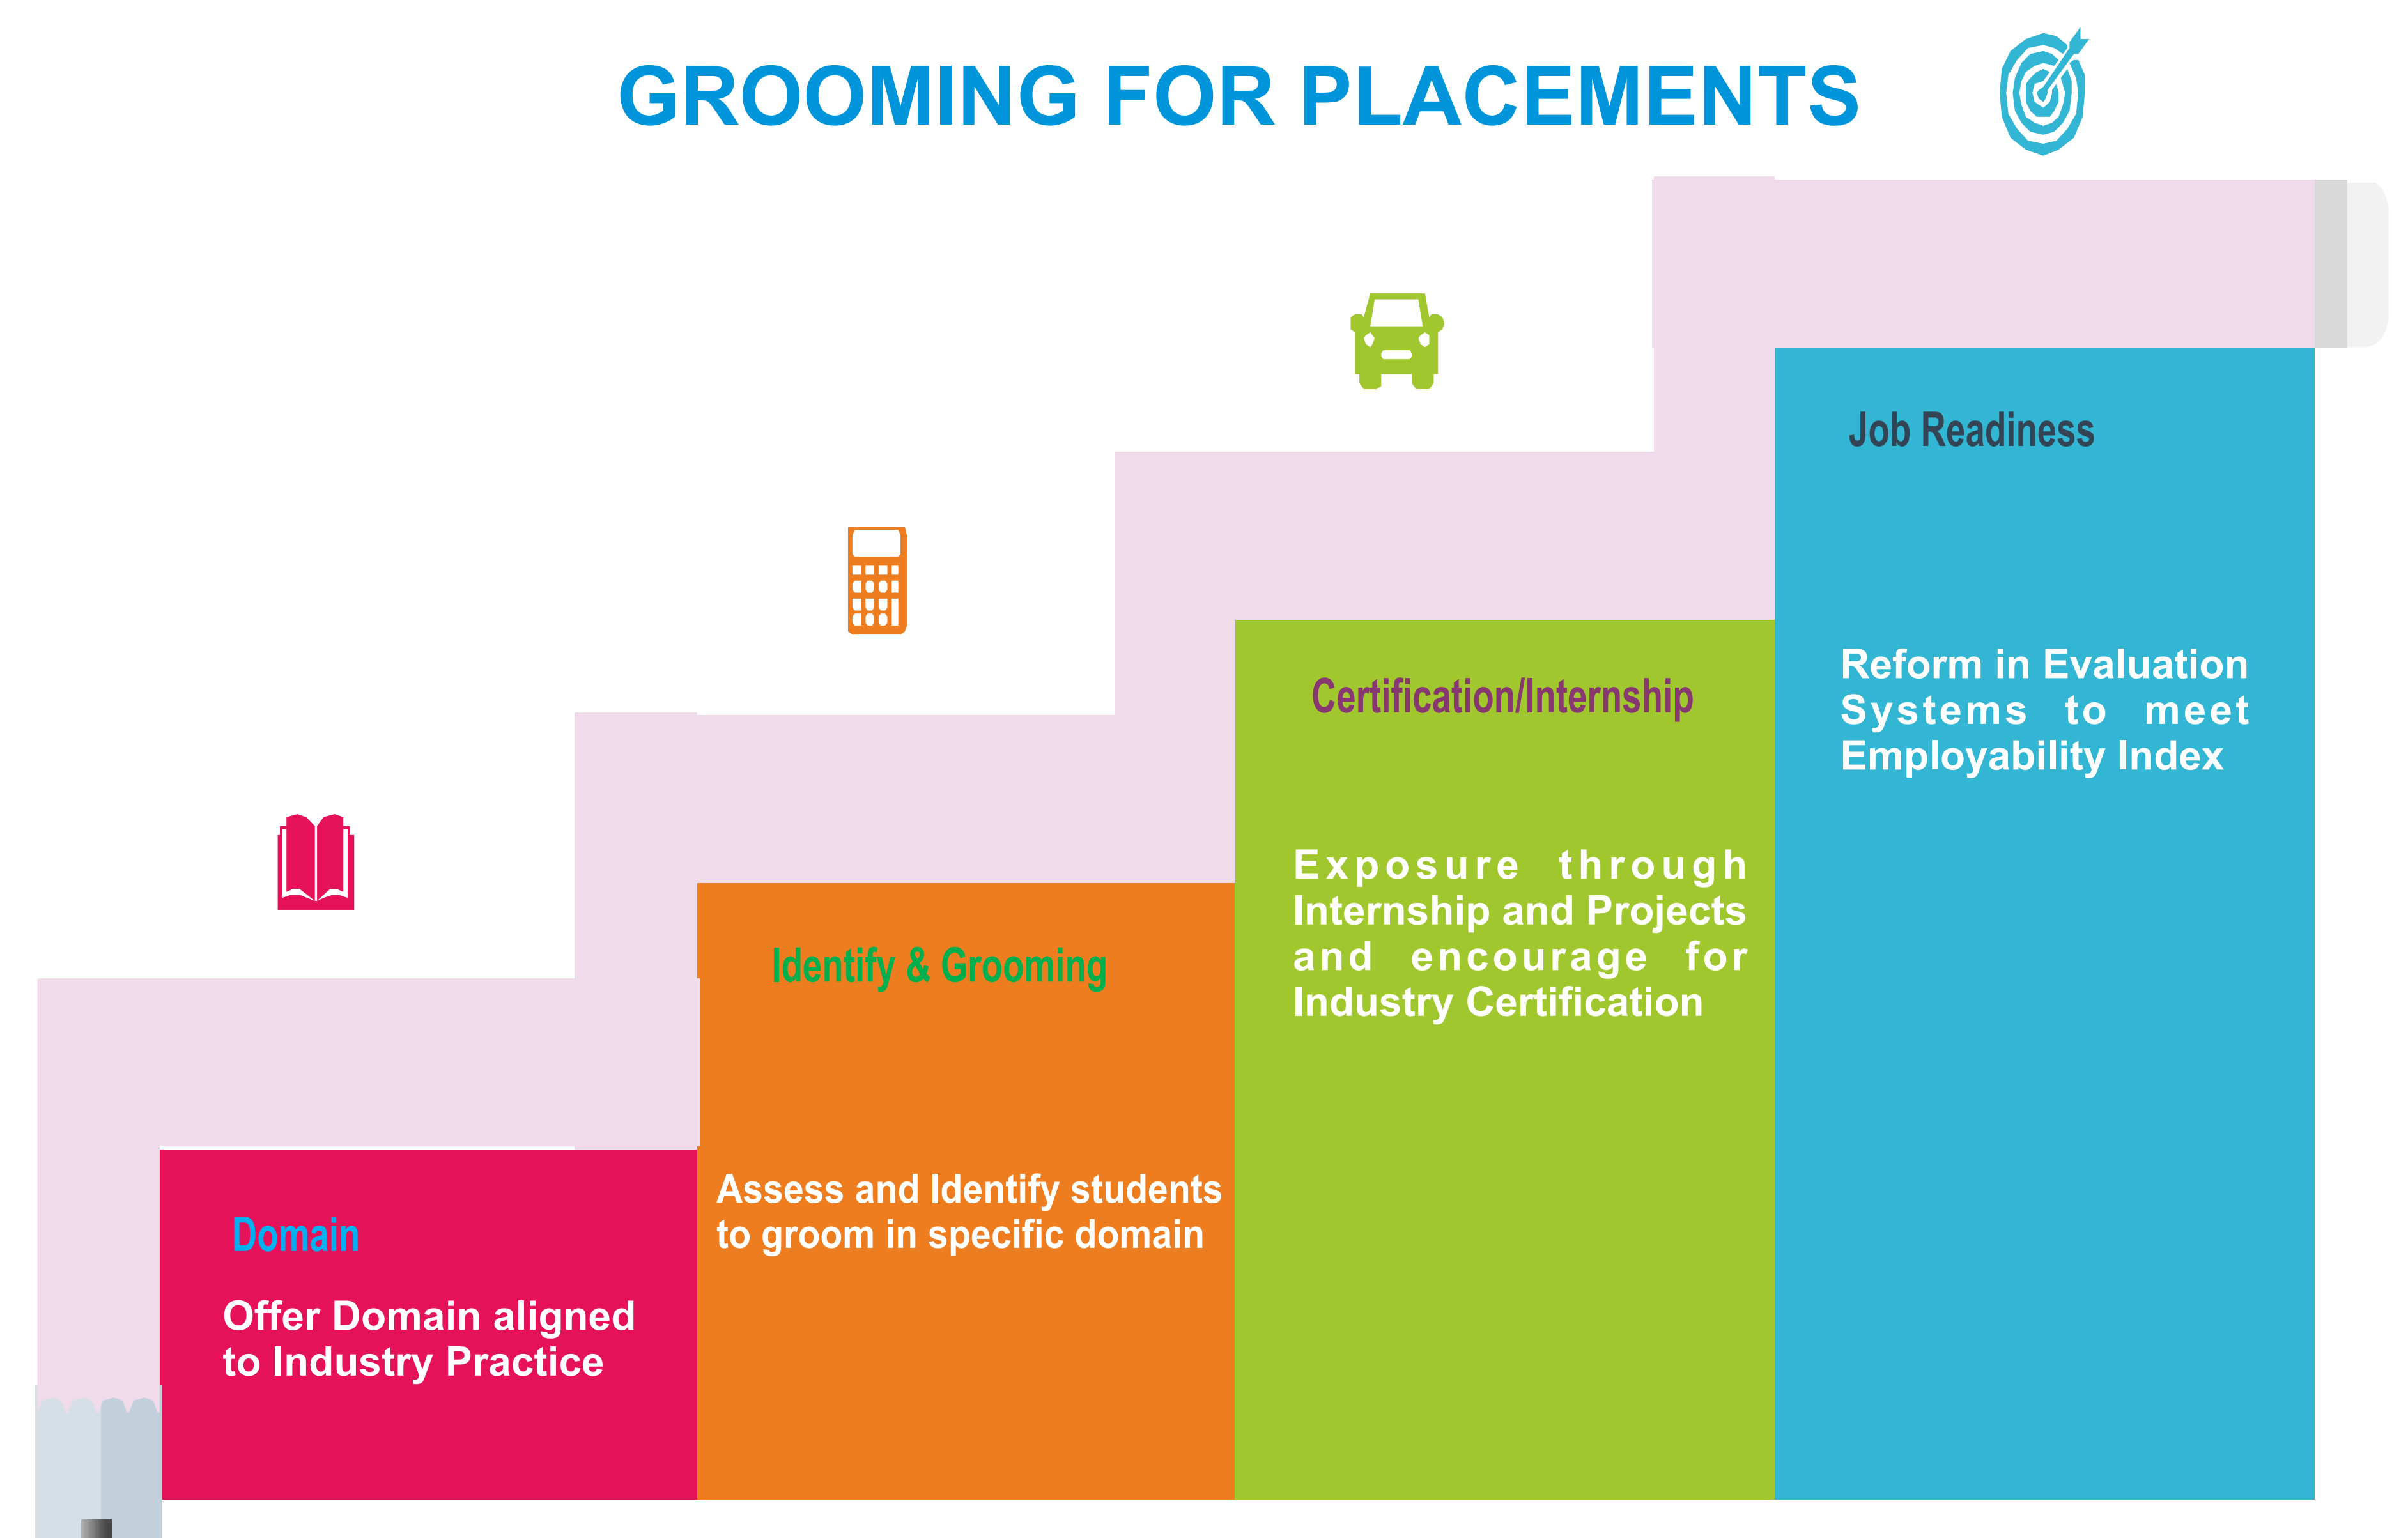 GROOMING FOR PLACEMENTS
Domain
Offer Domain aligned
to Industry Practice
Identify & Grooming
Assess and Identify students
to groom in specific domain
Certification/Internship
Exposure through
Internship and Projects
and encourage for
Industry Certification
Job Readiness
Reform in Evaluation
Systems to meet
Employability Index